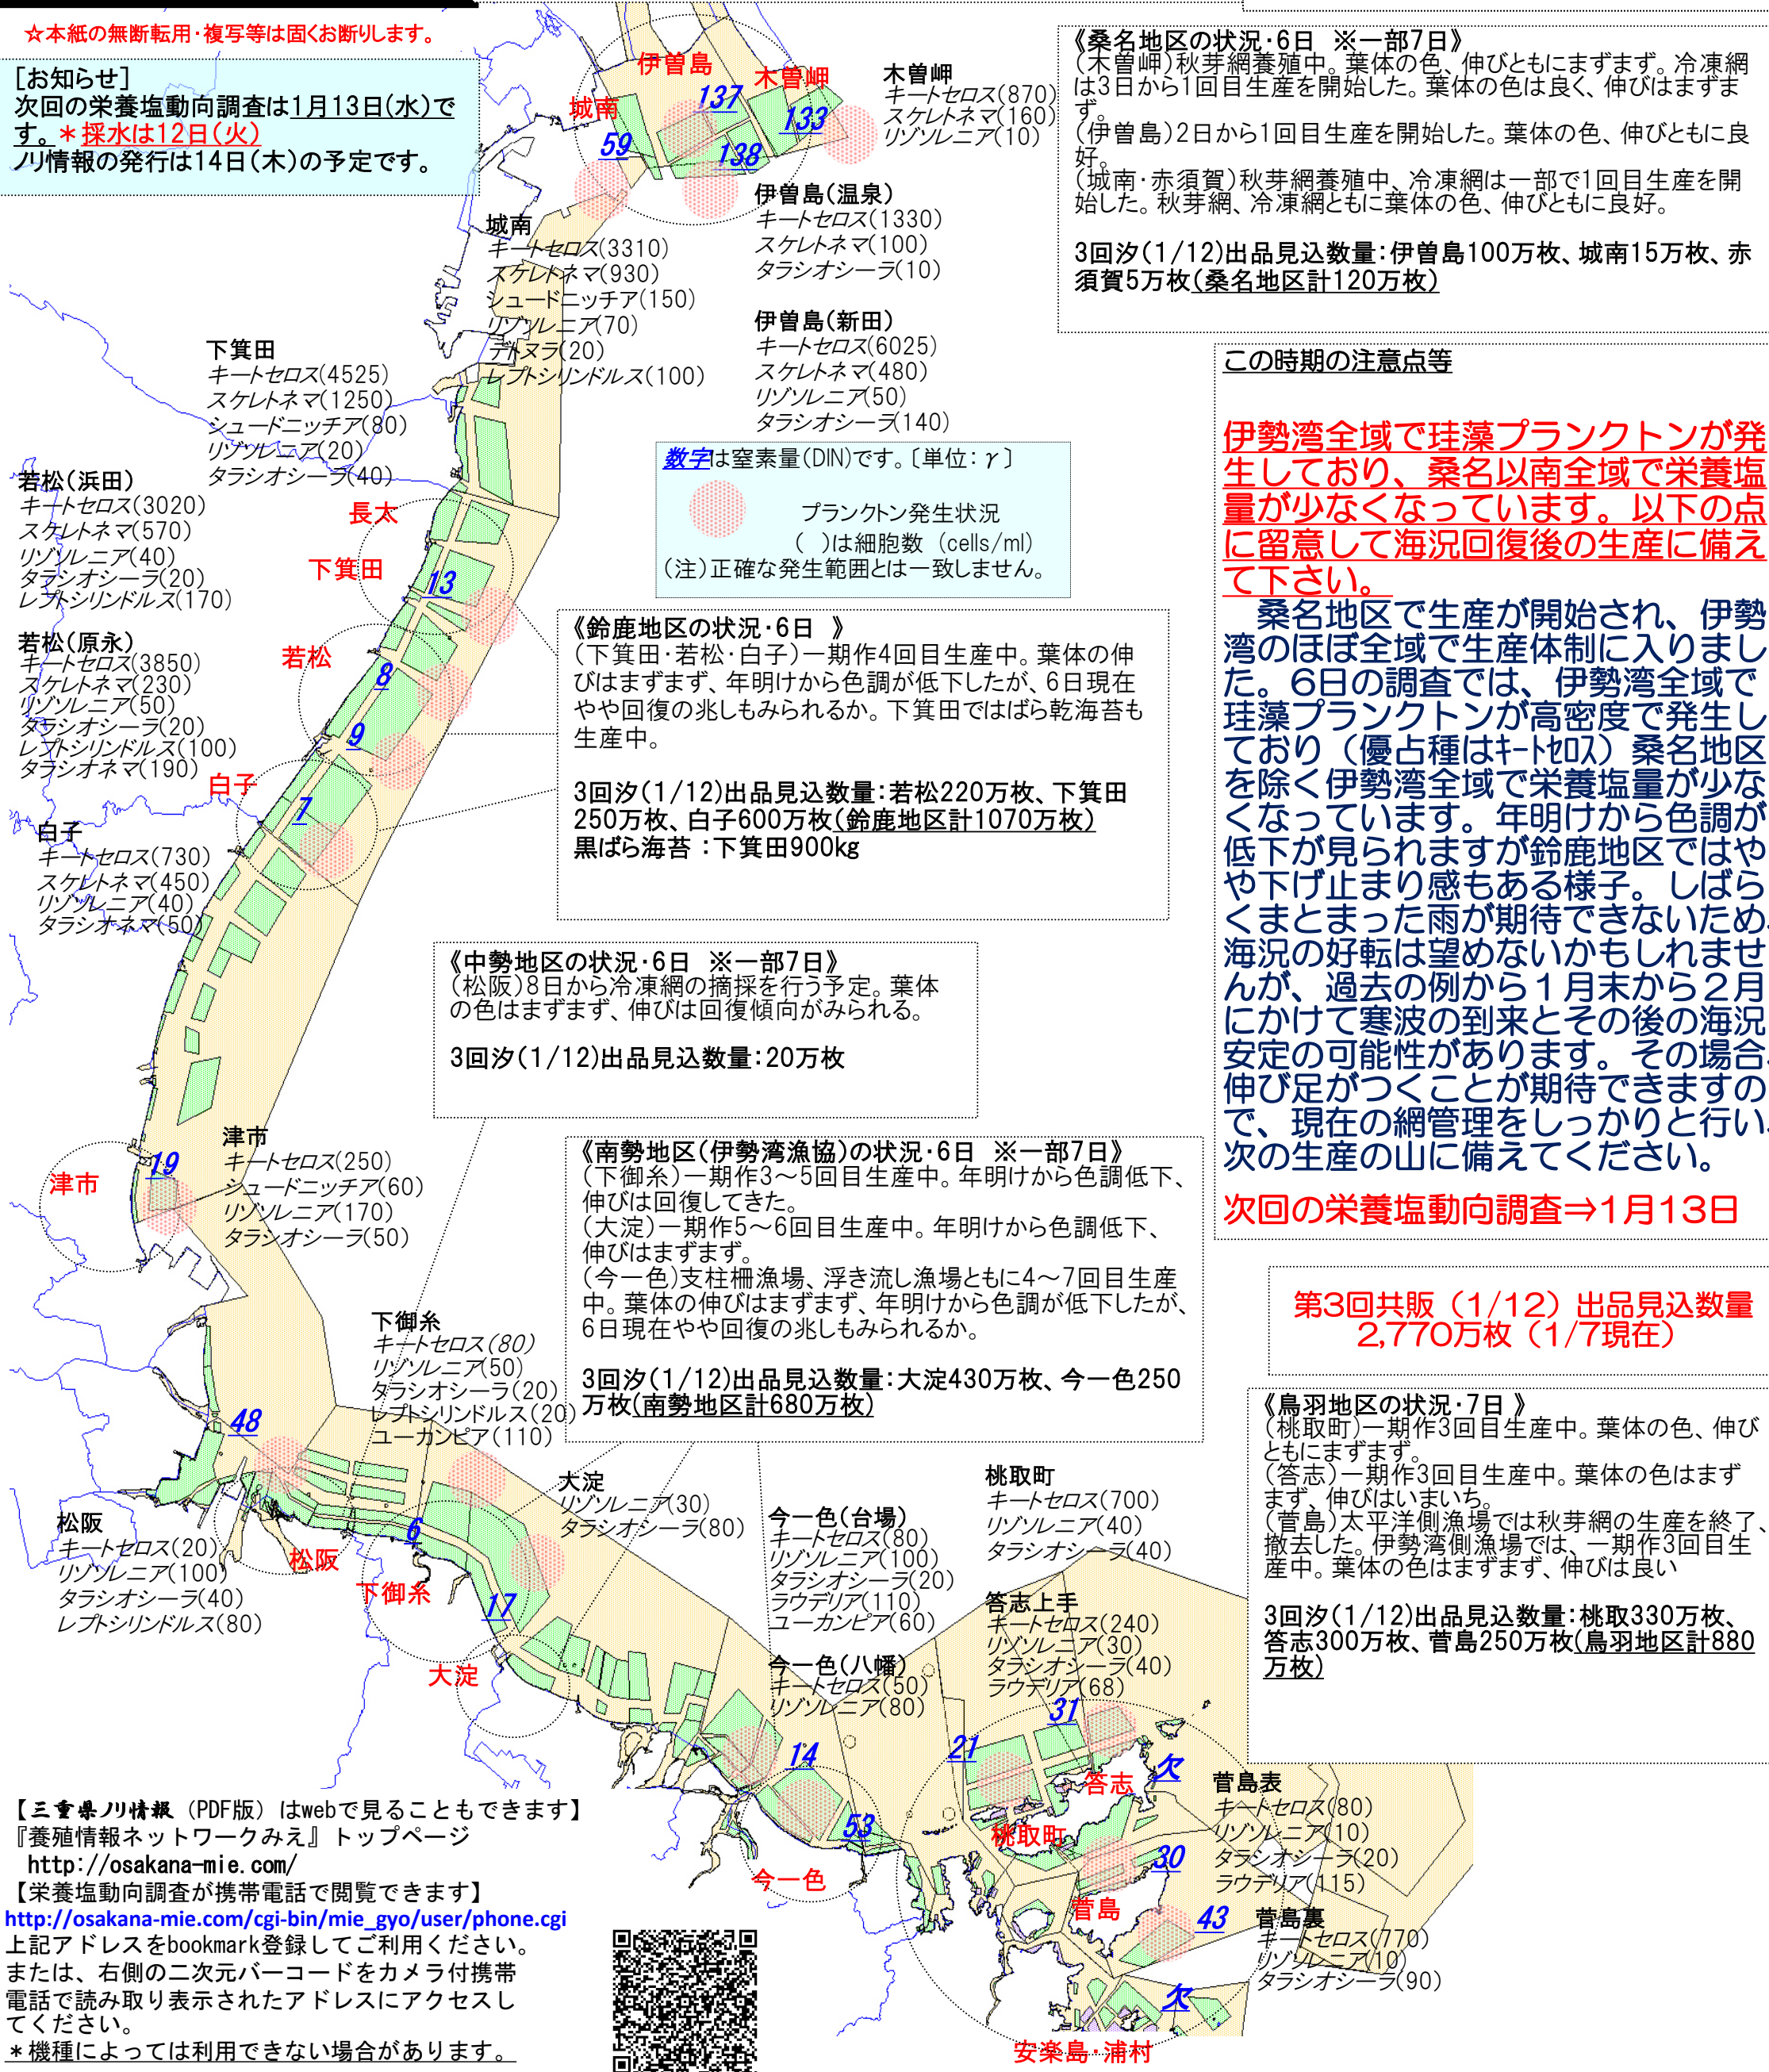 ☆本紙の無断転用・複写等は固くお断りします。
[お知らせ]
次回の栄養塩動向調査は1月13日(水)で
す。＊採水は12日(火)
ノリ情報の発行は14日(木)の予定です。
伊曽島
木曽岬
城南
137
133
59
138
木曽岬
キートセロス(870)
スケレトネマ(160)
リゾソレニア(10)
伊曽島(温泉)
キートセロス(1330)
スケレトネマ(100)
タラシオシーラ(10)
伊曽島(新田)
キートセロス(6025)
スケレトネマ(480)
リゾソレニア(50)
タラシオシーラ(140)
城南
キートセロス(3310)
スケレトネマ(930)
シュードニッチア(150)
リゾソレニア(70)
デトヌラ(20)
レプトシリンドルス(100)
《桑名地区の状況・6日　※一部7日》
(木曽岬)秋芽網養殖中。葉体の色、伸びともにまずまず。冷凍網
は3日から1回目生産を開始した。葉体の色は良く、伸びはまずま
ず。
(伊曽島)2日から1回目生産を開始した。葉体の色、伸びともに良
好。
(城南・赤須賀)秋芽網養殖中、冷凍網は一部で1回目生産を開
始した。秋芽網、冷凍網ともに葉体の色、伸びともに良好。
3回汐(1/12)出品見込数量:伊曽島100万枚、城南15万枚、赤
須賀5万枚(桑名地区計120万枚)
下箕田
キートセロス(4525)
スケレトネマ(1250)
シュードニッチア(80)
リゾソレニア(20)
タラシオシーラ(40)
若松(浜田)
キートセロス(3020)
スケレトネマ(570)
リゾソレニア(40)
タラシオシーラ(20)
レプトシリンドルス(170)
若松(原永)
キートセロス(3850)
スケレトネマ(230)
リゾソレニア(50)
タラシオシーラ(20)
レプトシリンドルス(100)
タラシオネマ(190)
白子
キートセロス(730)
スケレトネマ(450)
リゾソレニア(40)
タラシオネマ(50)
長太
下箕田
13
若松
8
9
白子
7
数字は窒素量(DIN)です。〔単位:γ〕
プランクトン発生状況
(　)は細胞数 (cells/ml)
(注)正確な発生範囲とは一致しません。
《鈴鹿地区の状況・6日　》
(下箕田・若松・白子)一期作4回目生産中。葉体の伸
びはまずまず、年明けから色調が低下したが、6日現在
やや回復の兆しもみられるか。下箕田ではばら乾海苔も
生産中。
3回汐(1/12)出品見込数量:若松220万枚、下箕田
250万枚、白子600万枚(鈴鹿地区計1070万枚)
黒ばら海苔：下箕田900kg
この時期の注意点等
伊勢湾全域で珪藻プランクトンが発
生しており、桑名以南全域で栄養塩
量が少なくなっています。以下の点
に留意して海況回復後の生産に備え
て下さい。
　桑名地区で生産が開始され、伊勢
湾のほぼ全域で生産体制に入りまし
た。6日の調査では、伊勢湾全域で
珪藻プランクトンが高密度で発生し
ており（優占種はｷｰﾄｾﾛｽ）桑名地区
を除く伊勢湾全域で栄養塩量が少な
くなっています。年明けから色調が
低下が見られますが鈴鹿地区ではや
や下げ止まり感もある様子。しばら
くまとまった雨が期待できないため、
海況の好転は望めないかもしれませ
んが、過去の例から１月末から２月
にかけて寒波の到来とその後の海況
安定の可能性があります。その場合、
伸び足がつくことが期待できますの
で、現在の網管理をしっかりと行い、
次の生産の山に備えてください。
次回の栄養塩動向調査⇒1月13日
《中勢地区の状況・6日　※一部7日》
(松阪)8日から冷凍網の摘採を行う予定。葉体
の色はまずまず、伸びは回復傾向がみられる。
3回汐(1/12)出品見込数量:20万枚
津市
19
津市
キートセロス(250)
シュードニッチア(60)
リゾソレニア(170)
タラシオシーラ(50)
《南勢地区(伊勢湾漁協)の状況・6日　※一部7日》
(下御糸)一期作3～5回目生産中。年明けから色調低下、
伸びは回復してきた。
(大淀)一期作5～6回目生産中。年明けから色調低下、
伸びはまずまず。
(今一色)支柱柵漁場、浮き流し漁場ともに4～7回目生産
中。葉体の伸びはまずまず、年明けから色調が低下したが、
6日現在やや回復の兆しもみられるか。
3回汐(1/12)出品見込数量:大淀430万枚、今一色250
万枚(南勢地区計680万枚)
第3回共販（1/12）出品見込数量
2,770万枚（1/7現在）
下御糸
キートセロス(80)
リゾソレニア(50)
タラシオシーラ(20)
レプトシリンドルス(20)
ユーカンピア(110)
48
松阪
キートセロス(20)
リゾソレニア(100)
タラシオシーラ(40)
レプトシリンドルス(80)
松阪
6
下御糸
17
大淀
大淀
リゾソレニア(30)
タラシオシーラ(80)
今一色(台場)
キートセロス(80)
リゾソレニア(100)
タラシオシーラ(20)
ラウデリア(110)
ユーカンピア(60)
今一色(八幡)
キートセロス(50)
リゾソレニア(80)
桃取町
キートセロス(700)
リゾソレニア(40)
タラシオシーラ(40)
答志上手
キートセロス(240)
リゾソレニア(30)
タラシオシーラ(40)
ラウデリア(68)
《鳥羽地区の状況・7日 》
(桃取町)一期作3回目生産中。葉体の色、伸び
ともにまずまず。
(答志)一期作3回目生産中。葉体の色はまず
まず、伸びはいまいち。
(菅島)太平洋側漁場では秋芽網の生産を終了、
撤去した。伊勢湾側漁場では、一期作3回目生
産中。葉体の色はまずまず、伸びは良い
3回汐(1/12)出品見込数量:桃取330万枚、
答志300万枚、菅島250万枚(鳥羽地区計880
万枚)
14
53
今一色
21
31
欠
答志
桃取町
30
菅島
43
欠
安楽島・浦村
菅島表
キートセロス(80)
リゾソレニア(10)
タラシオシーラ(20)
ラウデリア(115)
菅島裏
キートセロス(770)
リゾソレニア(10)
タラシオシーラ(90)
【三重県ノリ情報（PDF版）はwebで見ることもできます】
『養殖情報ネットワークみえ』トップページ
http://osakana-mie.com/
【栄養塩動向調査が携帯電話で閲覧できます】
http://osakana-mie.com/cgi-bin/mie_gyo/user/phone.cgi
上記アドレスをbookmark登録してご利用ください。
または、右側の二次元バーコードをカメラ付携帯
電話で読み取り表示されたアドレスにアクセスし
てください。
＊機種によっては利用できない場合があります。